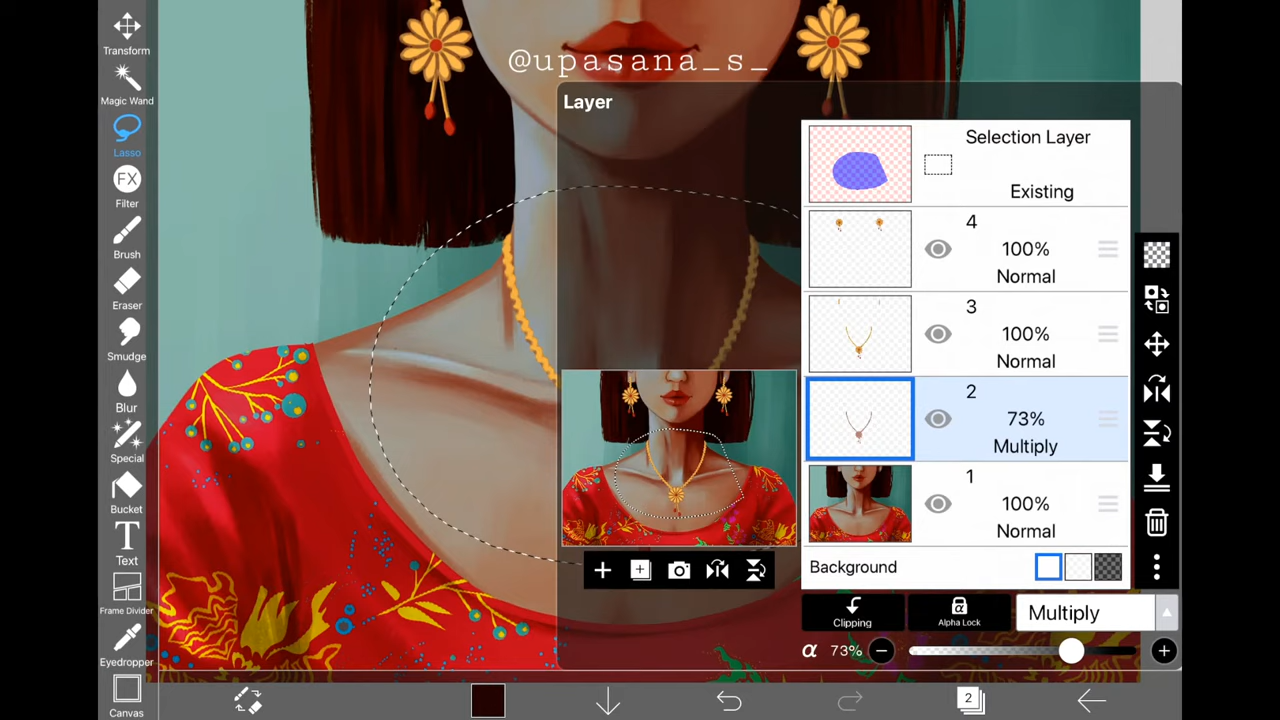 Transform
Magic Wand
Lasso
FX
Filter
Brush
Eraser
Smudge
Blur
Special
Bucket
T
Text
Frame Divider
Eyedropper
Canvas
@upasana_s_
Layer
Selection Layer
Existing
4
100%
Normal
3
100%
Normal
2
73%
Multiply
1
100%
Normal
Background
Clipping
α
Alpha Lock
Multiply
α 73%
2